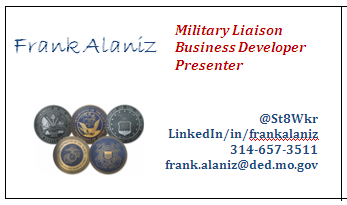 Frank Alaniz
Military Liaison
Business Developer
Presenter
@St8Wkr
LinkedIn/in/frankalaniz
314-657-3511
frank.alaniz@ded.mo.gov